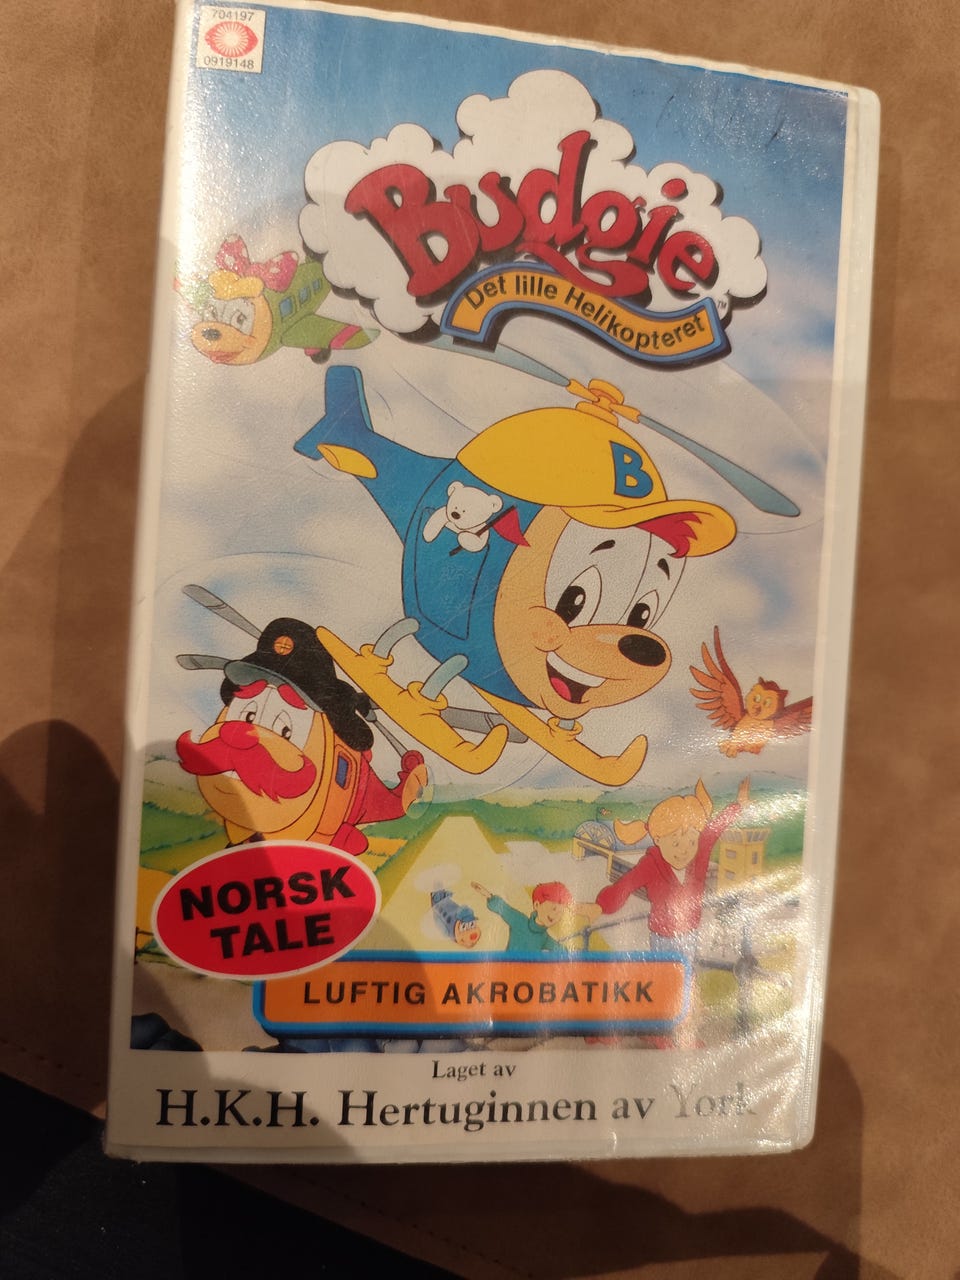 704197
0919148
Budgie
TM
Det lille Helikopteret
B
NORSK
TALE
LUFTIG AKROBATIKK
Laget av
H.K.H. Hertuginnen av York